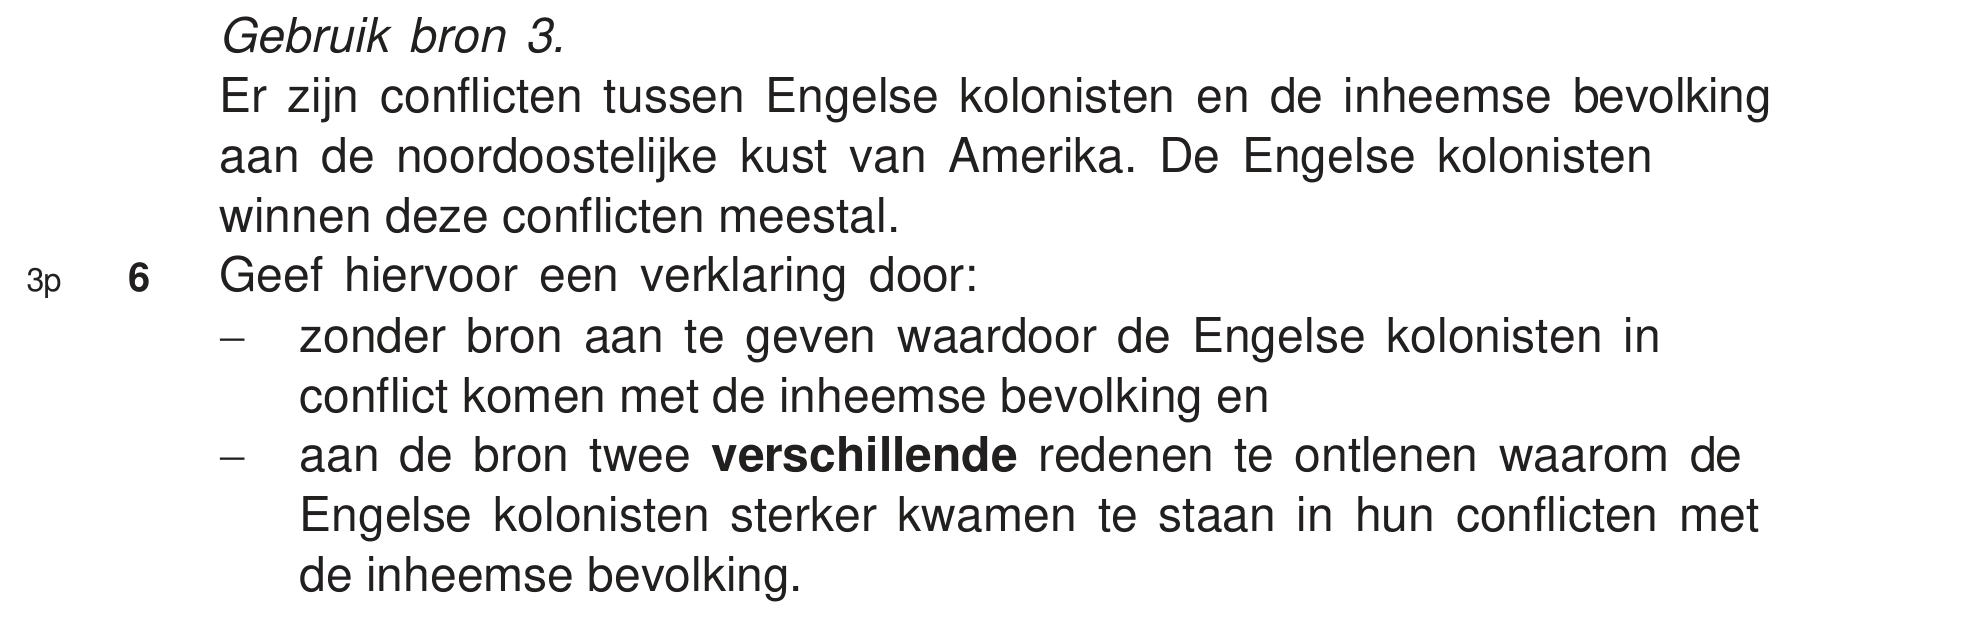 Gebruik bron 3.
Er zijn conflicten tussen Engelse kolonisten en de inheemse bevolking
aan de noordoostelijke kust van Amerika. De Engelse kolonisten
winnen deze conflicten meestal.
3p 6 Geef hiervoor een verklaring door:
– zonder bron aan te geven waardoor de Engelse kolonisten in
conflict komen met de inheemse bevolking en
– aan de bron twee verschillende redenen te ontlenen waarom de
Engelse kolonisten sterker kwamen te staan in hun conflicten met
de inheemse bevolking.